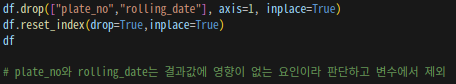 df.drop(["plate_no","rolling_date"], axis=1, inplace=True)
df.reset_index(drop=True,inplace=True)
df
# plate_no와 rolling_date는 결과값에 영향이 없는 요인이라 판단하고 변수에서 제외